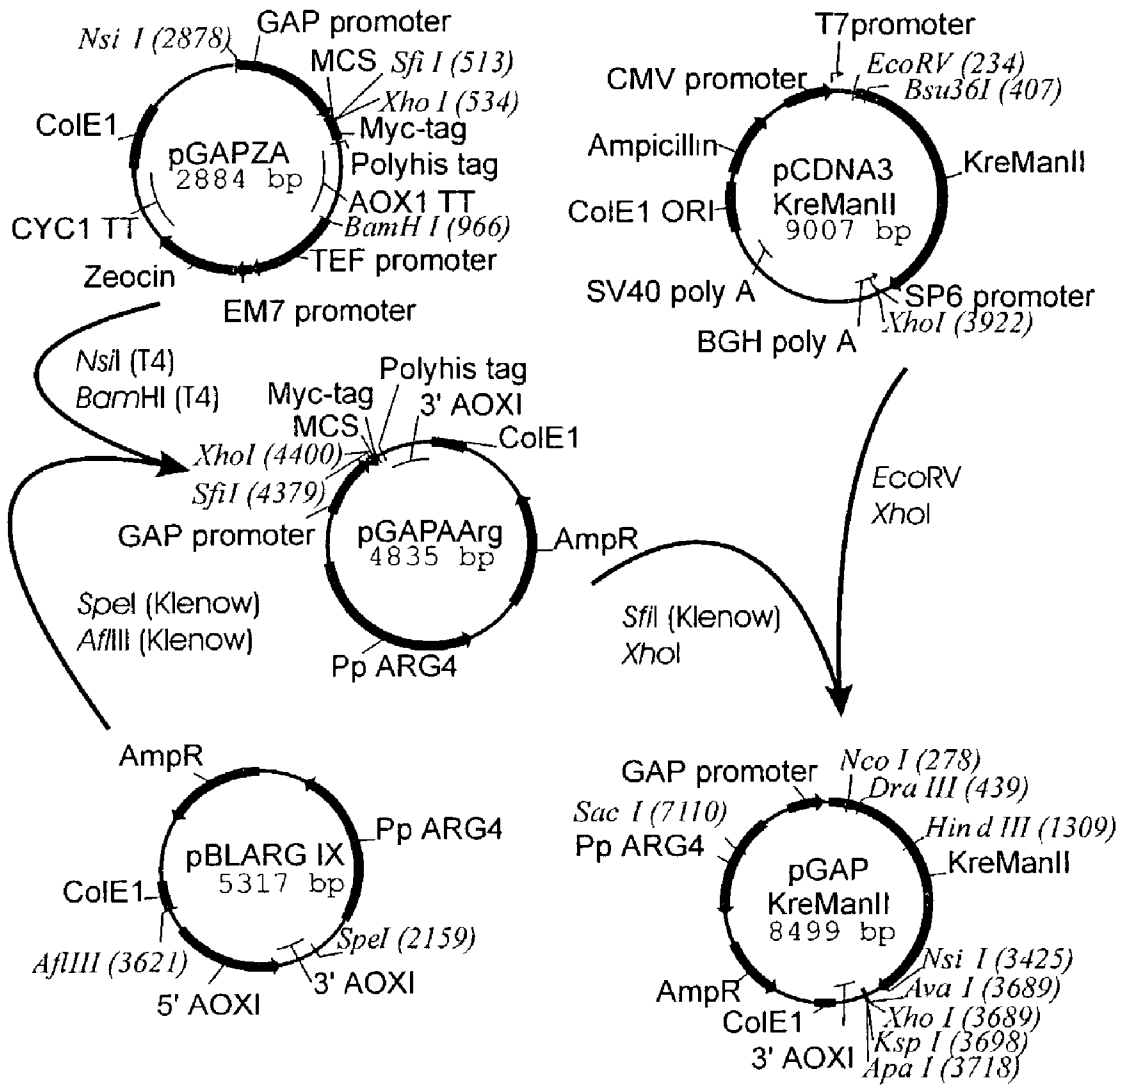 Nsi I (2878)
GAP promoter
MCS
Sfi I (513)
Xho I (534)
Myc-tag
Polyhis tag
AOX1 TT
BamH I (966)
TEF promoter
EM7 promoter
Zeocin
CYC1 TT
ColE1
pGAPZA
2884 bp
T7promoter
CMV promoter
EcoRV (234)
Bsu36I (407)
Ampicillin
KreManII
ColE1 ORI
pCDNA3
KreManII
9007 bp
SV40 poly A
SP6 promoter
XhoI (3922)
BGH poly A
NsiI (T4)
BamHI (T4)
Polyhis tag
Myc-tag
3' AOXI
MCS
ColE1
XhoI (4400)
SfiI (4379)
GAP promoter
pGAPAArg
4835 bp
AmpR
Pp ARG4
EcoRV
XhoI
SpeI (Klenow)
AflIII (Klenow)
SfiI (Klenow)
XhoI
AmpR
Pp ARG4
pBLARG IX
5317 bp
ColE1
AflIII (3621)
SpeI (2159)
3' AOXI
5' AOXI
GAP promoter
Nco I (278)
Dra III (439)
Sac I (7110)
Hind III (1309)
Pp ARG4
KreManII
pGAP
KreManII
8499 bp
Nsi I (3425)
Ava I (3689)
Xho I (3689)
Ksp I (3698)
Apa I (3718)
AmpR
ColE1
3' AOXI